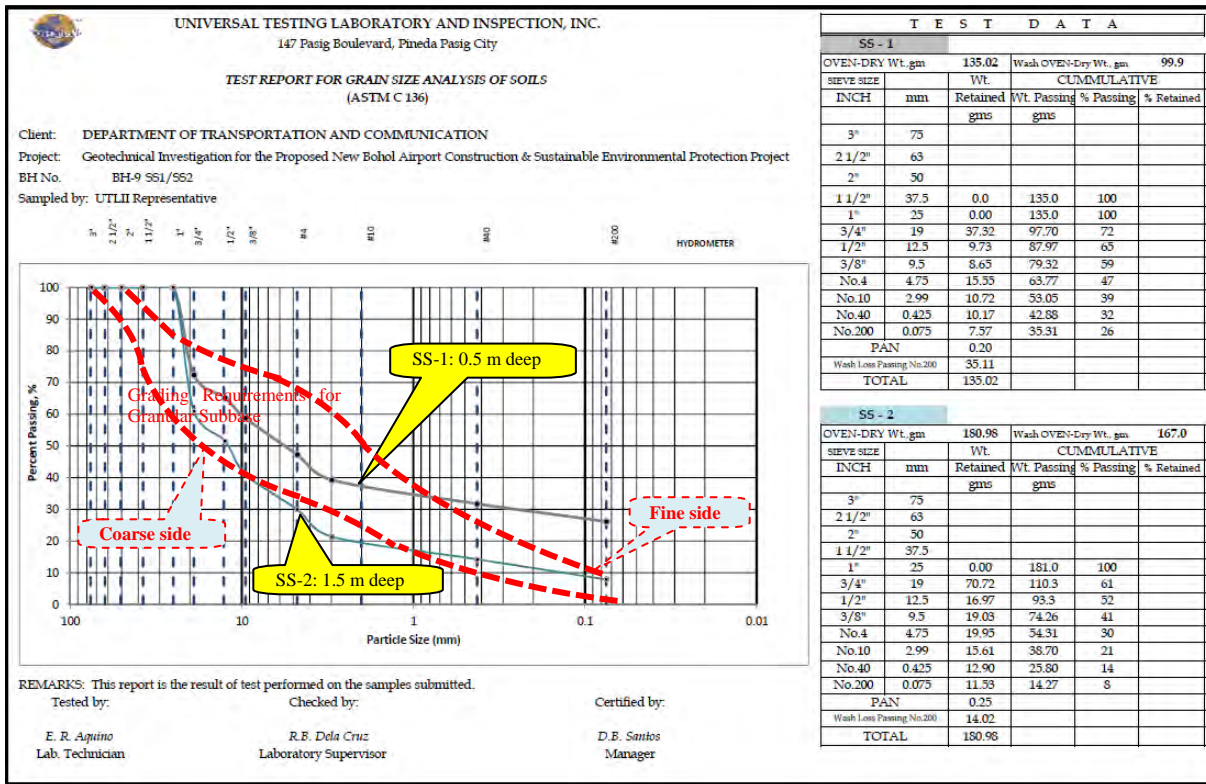 UNIVERSAL TESTING LABORATORY AND INSPECTION, INC.
147 Pasig Boulevard, Pineda Pasig City
TEST REPORT FOR GRAIN SIZE ANALYSIS OF SOILS
(ASTM C 136)
Client: DEPARTMENT OF TRANSPORTATION AND COMMUNICATION
Project: Geotechnical Investigation for the Proposed New Bohol Airport Construction & Sustainable Environmental Protection Project
BH No. BH-9 SS1/SS2
Sampled by: UTLII Representative
3" 2 1/2" 2" 1 1/2" 1" 3/4" 1/2" 3/8" #4 #10 #40 #200
HYDROMETER
Percent Passing, %
100
90
80
70
60
50
40
30
20
10
0
SS-1: 0.5 m deep
Grading Requirements for
Granular Subbase
Coarse side
Fine side
SS-2: 1.5 m deep
100 10 1 0.1 0.01
Particle Size (mm)
REMARKS: This report is the result of test performed on the samples submitted.
Tested by: Checked by: Certified by:
E. R. Aquino R.B. Dela Cruz D.B. Santos
Lab. Technician Laboratory Supervisor Manager
T E S T D A T A
SS - 1
OVEN-DRY Wt.,gm 135.02 Wash OVEN-Dry Wt., gm 99.9
SIEVE SIZE Wt. CUMMULATIVE
INCH mm Retained Wt. Passing % Passing % Retained
gms gms
3" 75
2 1/2" 63
2" 50
1 1/2" 37.5 0.0 135.0 100
1" 25 0.00 135.0 100
3/4" 19 37.32 97.70 72
1/2" 12.5 9.73 87.97 65
3/8" 9.5 8.65 79.32 59
No.4 4.75 15.55 63.77 47
No.10 2.99 10.72 53.05 39
No.40 0.425 10.17 42.88 32
No.200 0.075 7.57 35.31 26
PAN 0.20
Wash Loss Passing No.200 35.11
TOTAL 135.02
SS - 2
OVEN-DRY Wt.,gm 180.98 Wash OVEN-Dry Wt., gm 167.0
SIEVE SIZE Wt. CUMMULATIVE
INCH mm Retained Wt. Passing % Passing % Retained
gms gms
3" 75
2 1/2" 63
2" 50
1 1/2" 37.5
1" 25 0.00 181.0 100
3/4" 19 70.72 110.3 61
1/2" 12.5 16.97 93.3 52
3/8" 9.5 19.03 74.26 41
No.4 4.75 19.95 54.31 30
No.10 2.99 15.61 38.70 21
No.40 0.425 12.90 25.80 14
No.200 0.075 11.53 14.27 8
PAN 0.25
Wash Loss Passing No.200 14.02
TOTAL 180.98